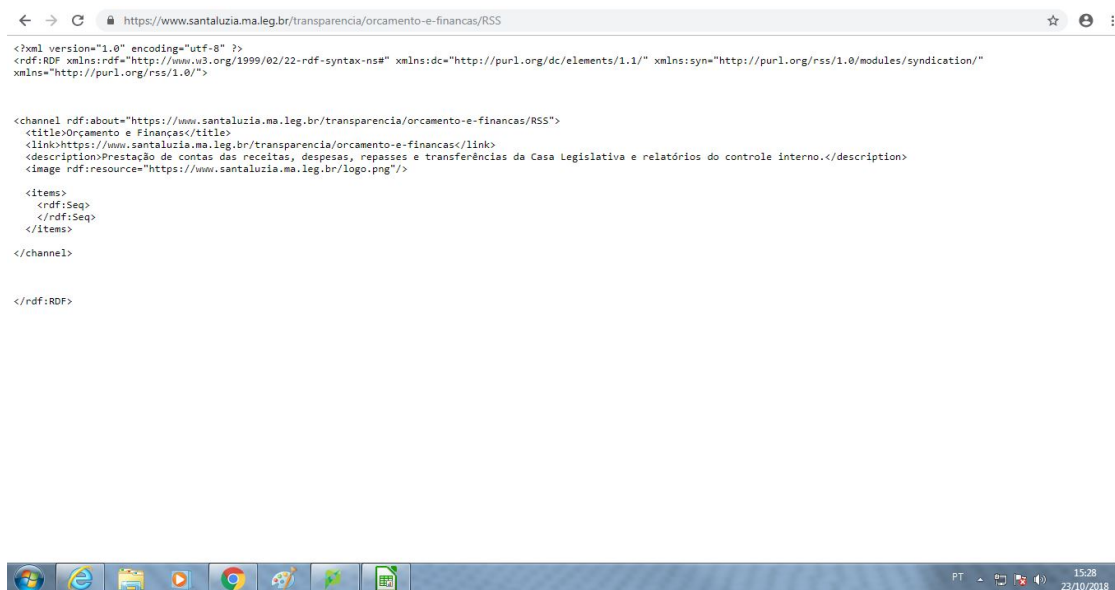 https://www.santaluzia.ma.leg.br/transparencia/orcamento-e-financas/RSS
<?xml version="1.0" encoding="utf-8" ?>
<rdf:RDF xmlns:rdf="http://www.w3.org/1999/02/22-rdf-syntax-ns#" xmlns:dc="http://purl.org/dc/elements/1.1/" xmlns:syn="http://purl.org/rss/1.0/modules/syndication/"
xmlns="http://purl.org/rss/1.0/">
<channel rdf:about="https://www.santaluzia.ma.leg.br/transparencia/orcamento-e-financas/RSS">
<title>Orçamento e Finanças</title>
<link>https://www.santaluzia.ma.leg.br/transparencia/orcamento-e-financas</link>
<description>Prestação de contas das receitas, despesas, repasses e transferências da Casa Legislativa e relatórios do controle interno.</description>
<image rdf:resource="https://www.santaluzia.ma.leg.br/logo.png"/>
<items>
<rdf:Seq>
</rdf:Seq>
</items>
</channel>
</rdf:RDF>
PT
15:28
23/10/2018